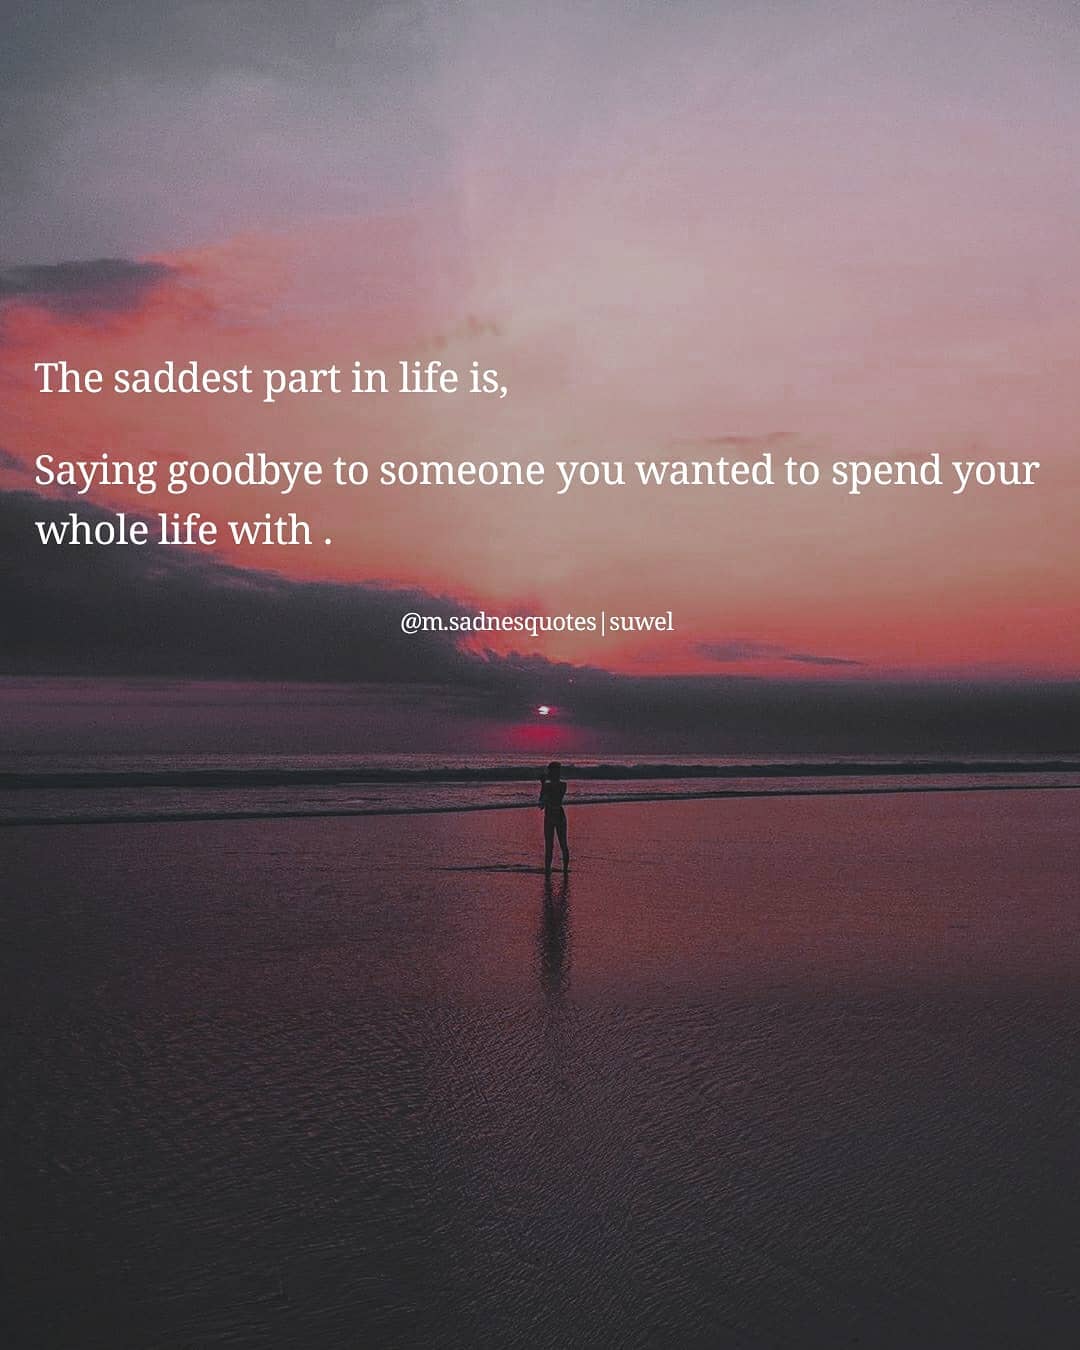 The saddest part in life is,
Saying goodbye to someone you wanted to spend your
whole life with .
@m.sadnesquotes|suwel